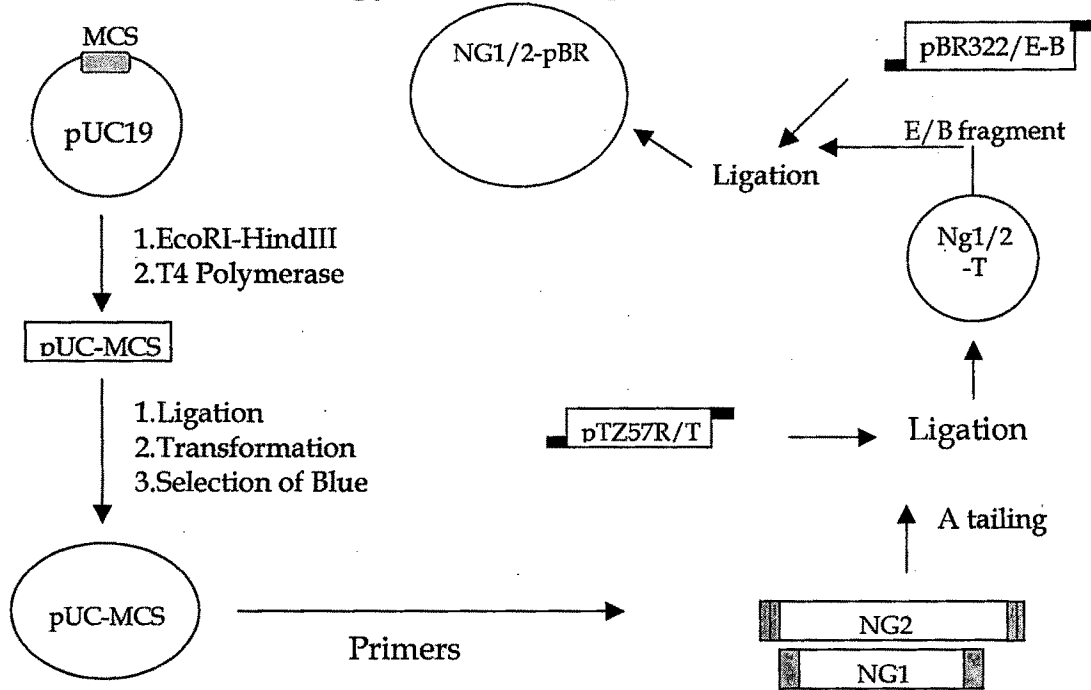 MCS
pUC19
1.EcoRI-HindIII
2.T4 Polymerase
pUC-MCS
1.Ligation
2.Transformation
3.Selection of Blue
pUC-MCS
Primers
NG2
NG1
A tailing
pTZ57R/T
Ligation
Ng1/2
-T
E/B fragment
pBR322/E-B
Ligation
NG1/2-pBR